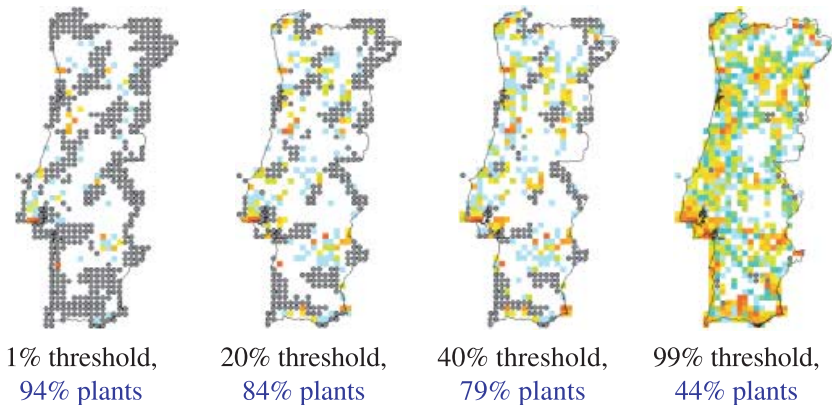 1% threshold,
94% plants
20% threshold,
84% plants
40% threshold,
79% plants
99% threshold,
44% plants